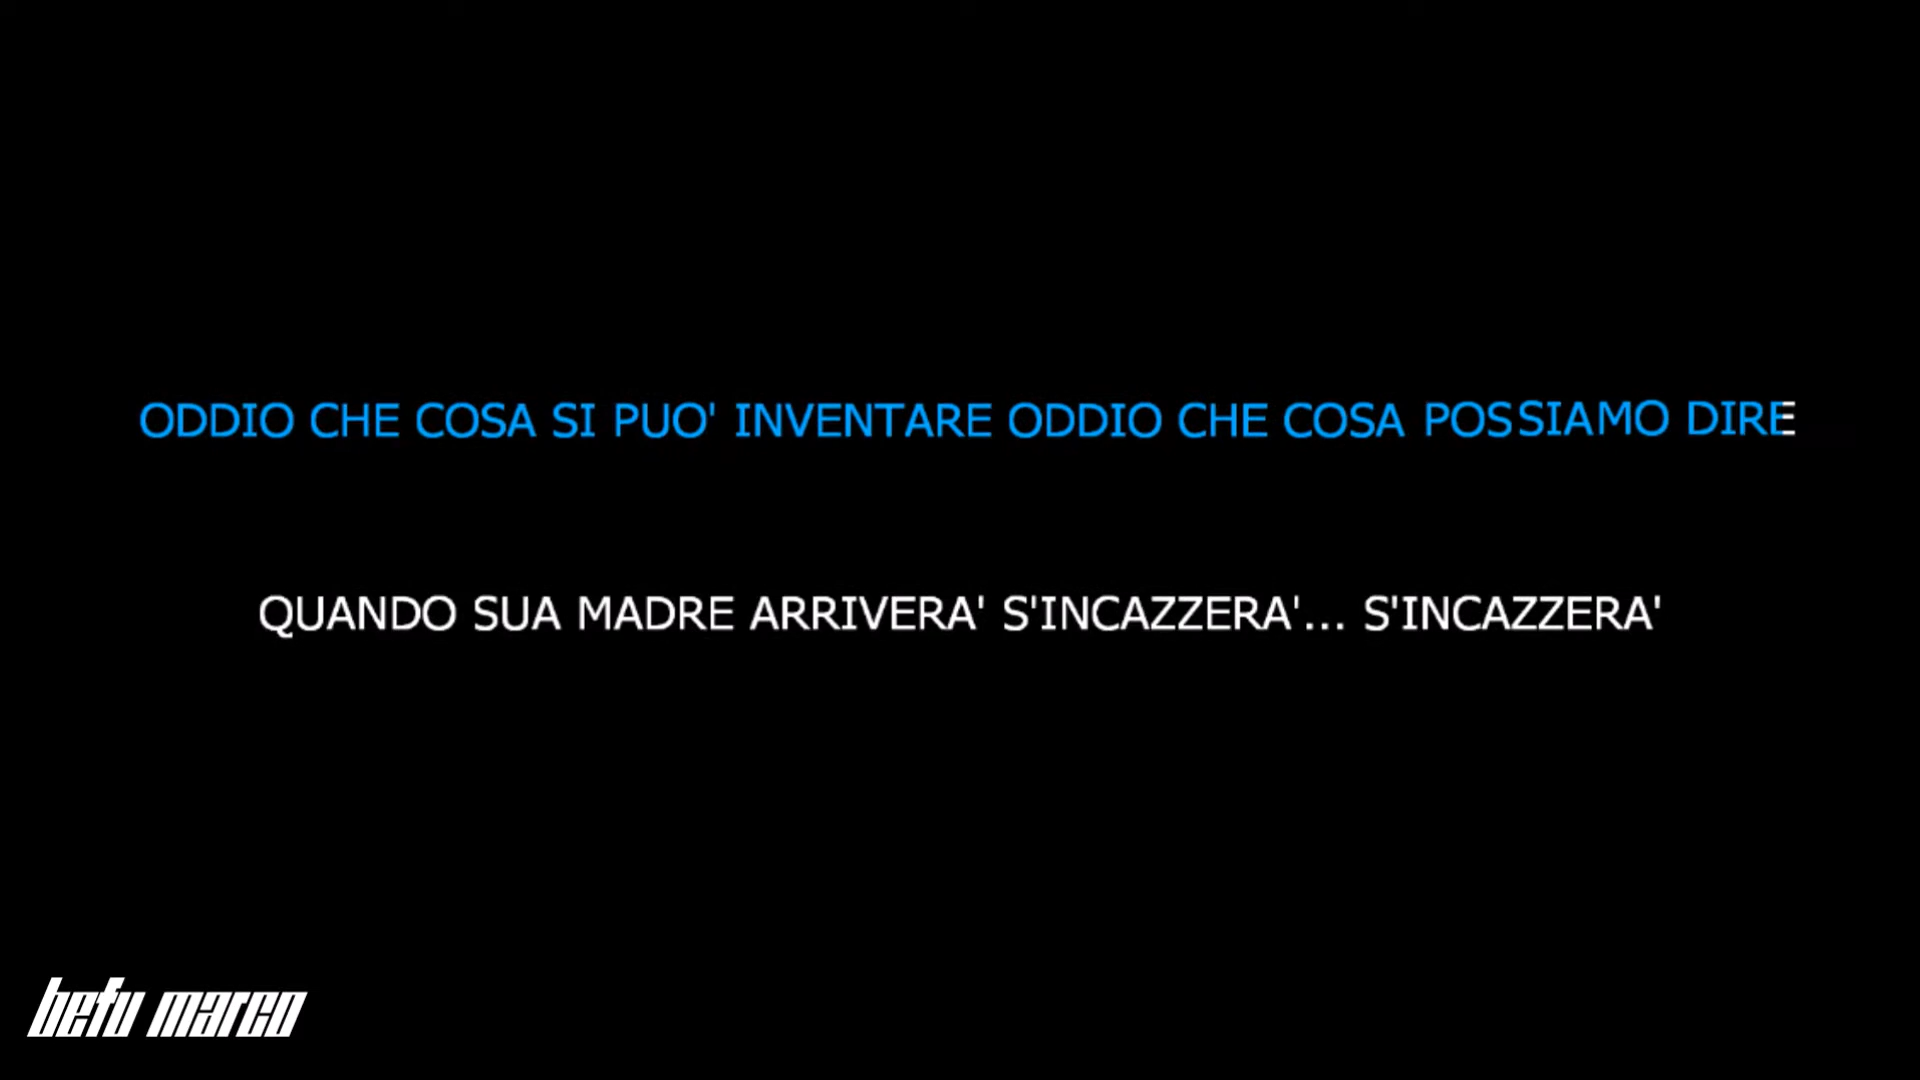 ODDIO CHE COSA SI PUO' INVENTARE ODDIO CHE COSA POSSIAMO DIRE
QUANDO SUA MADRE ARRIVERA' S'INCAZZERA'... S'INCAZZERA'
befu marco